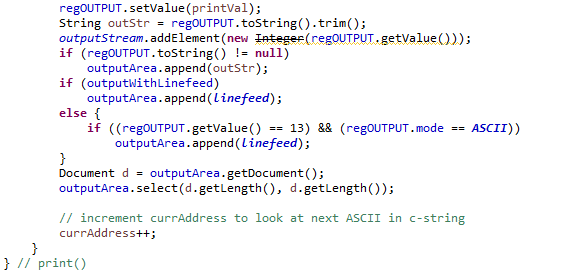 regOUTPUT.setValue(printVal);
String outStr = regOUTPUT.toString().trim();
outputStream.addElement(new Integer(regOUTPUT.getValue()));
if (regOUTPUT.toString() != null)
outputArea.append(outStr);
if (outputWithLinefeed)
outputArea.append(linefeed);
else {
if ((regOUTPUT.getValue() == 13) && (regOUTPUT.mode == ASCII))
outputArea.append(linefeed);
}
Document d = outputArea.getDocument();
outputArea.select(d.getLength(), d.getLength());
// increment currAddress to look at next ASCII in c-string
currAddress++;
}
} // print()